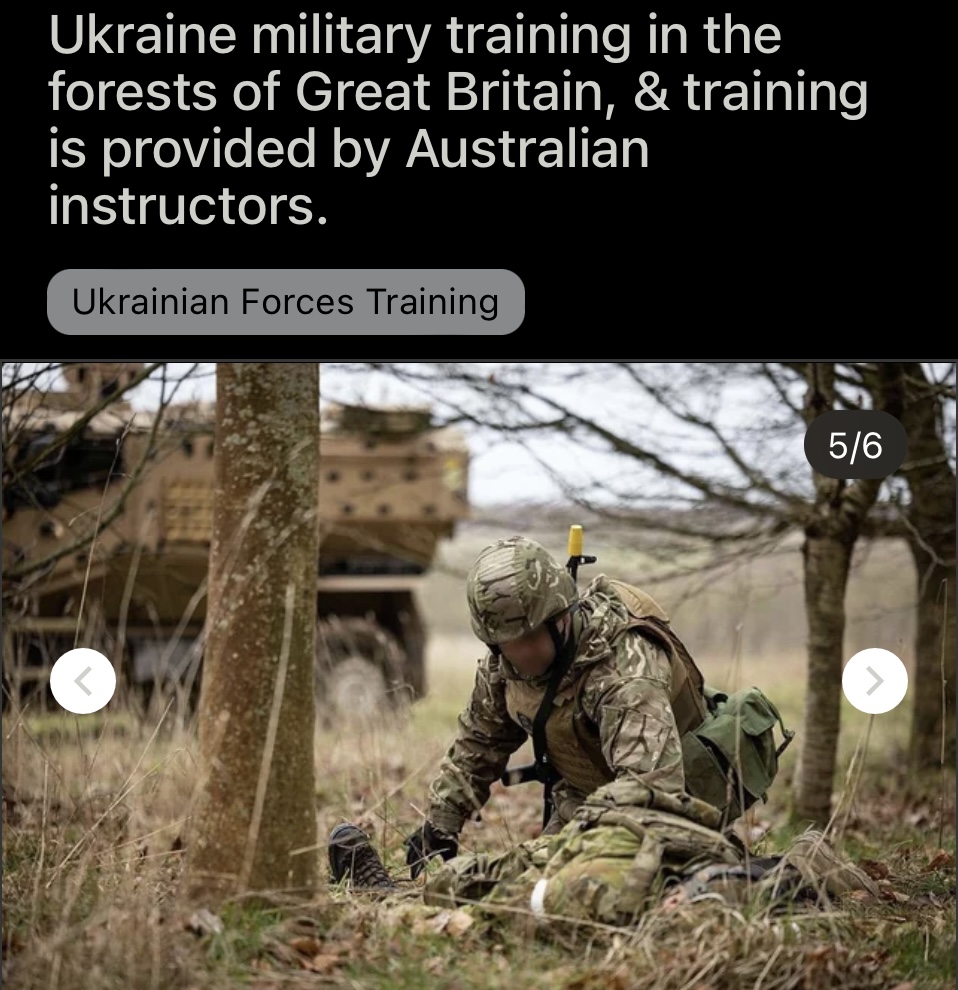 Ukraine military training in the
forests of Great Britain, & training
is provided by Australian
instructors.
Ukrainian Forces Training
5/6